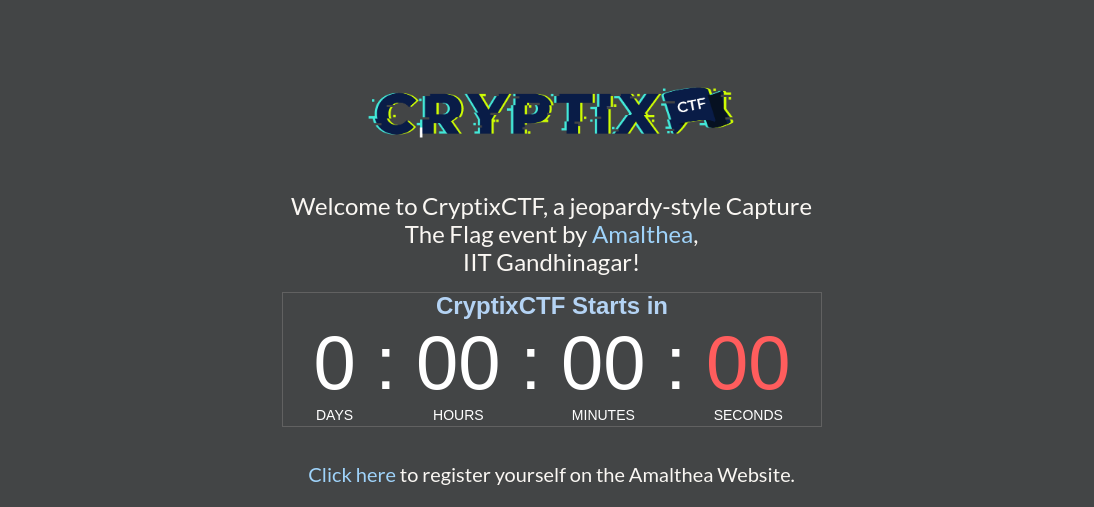 CRYPTIX CTF
Welcome to CryptixCTF, a jeopardy-style Capture
The Flag event by Amalthea,
IIT Gandhinagar!
CryptixCTF Starts in
0 : 00 : 00 : 00
DAYS HOURS MINUTES SECONDS
Click here to register yourself on the Amalthea Website.